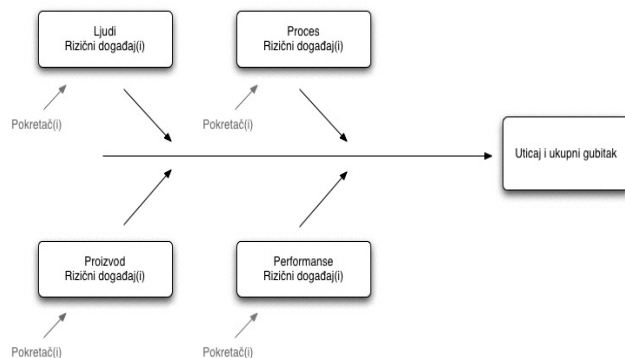 Ljudi
Rizični događaj(i)
Proces
Rizični događaj(i)
Pokretač(i)
Pokretač(i)
Uticaj i ukupni gubitak
Proizvod
Rizični događaj(i)
Performanse
Rizični događaj(i)
Pokretač(i)
Pokretač(i)